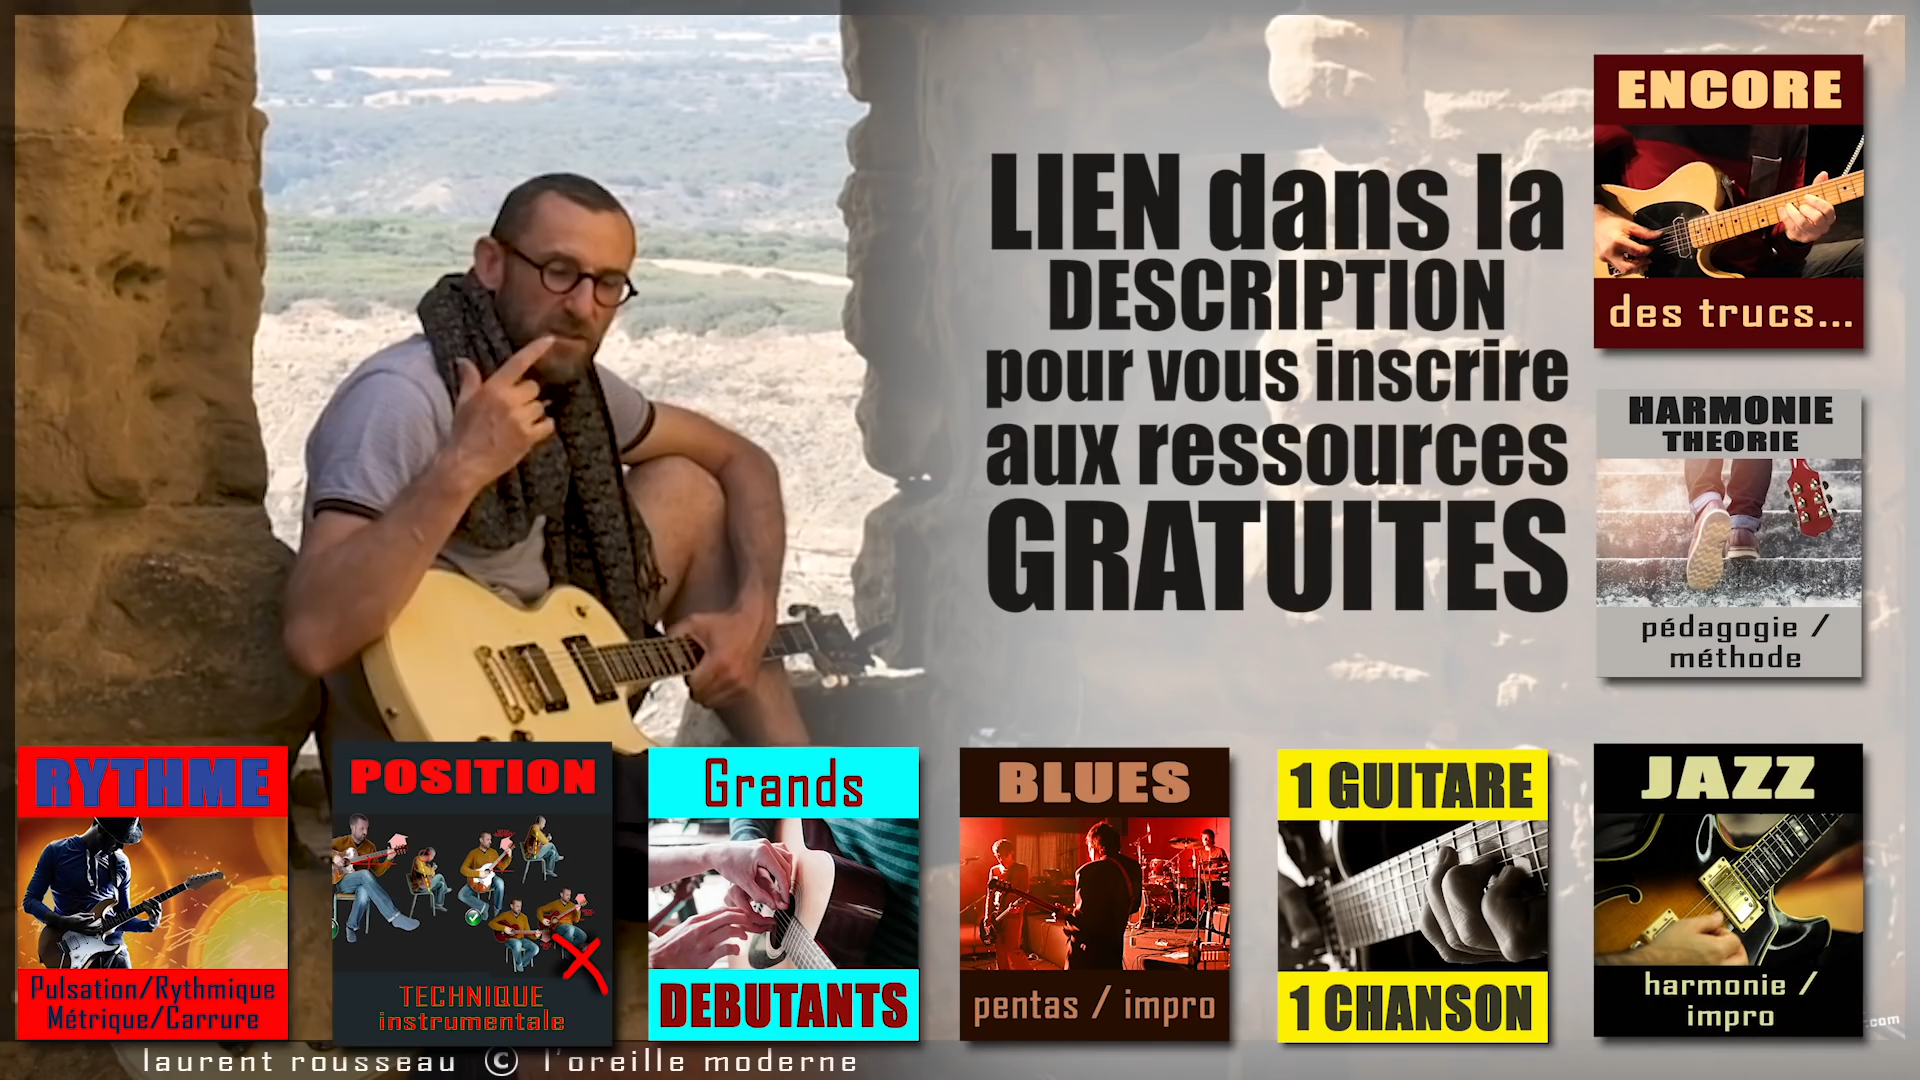 LIEN dans la
DESCRIPTION
pour vous inscrire
aux ressources
GRATUITES
ENCORE
des trucs...
HARMONIE
THEORIE
pédagogie /
méthode
RYTHME
Pulsation/Rythmique
Métrique/Carrure
POSITION
TECHNIQUE
instrumentale
Grands
DEBUTANTS
BLUES
pentas / impro
1 GUITARE
1 CHANSON
JAZZ
harmonie /
impro
.com
laurent rousseau © l'oreille moderne